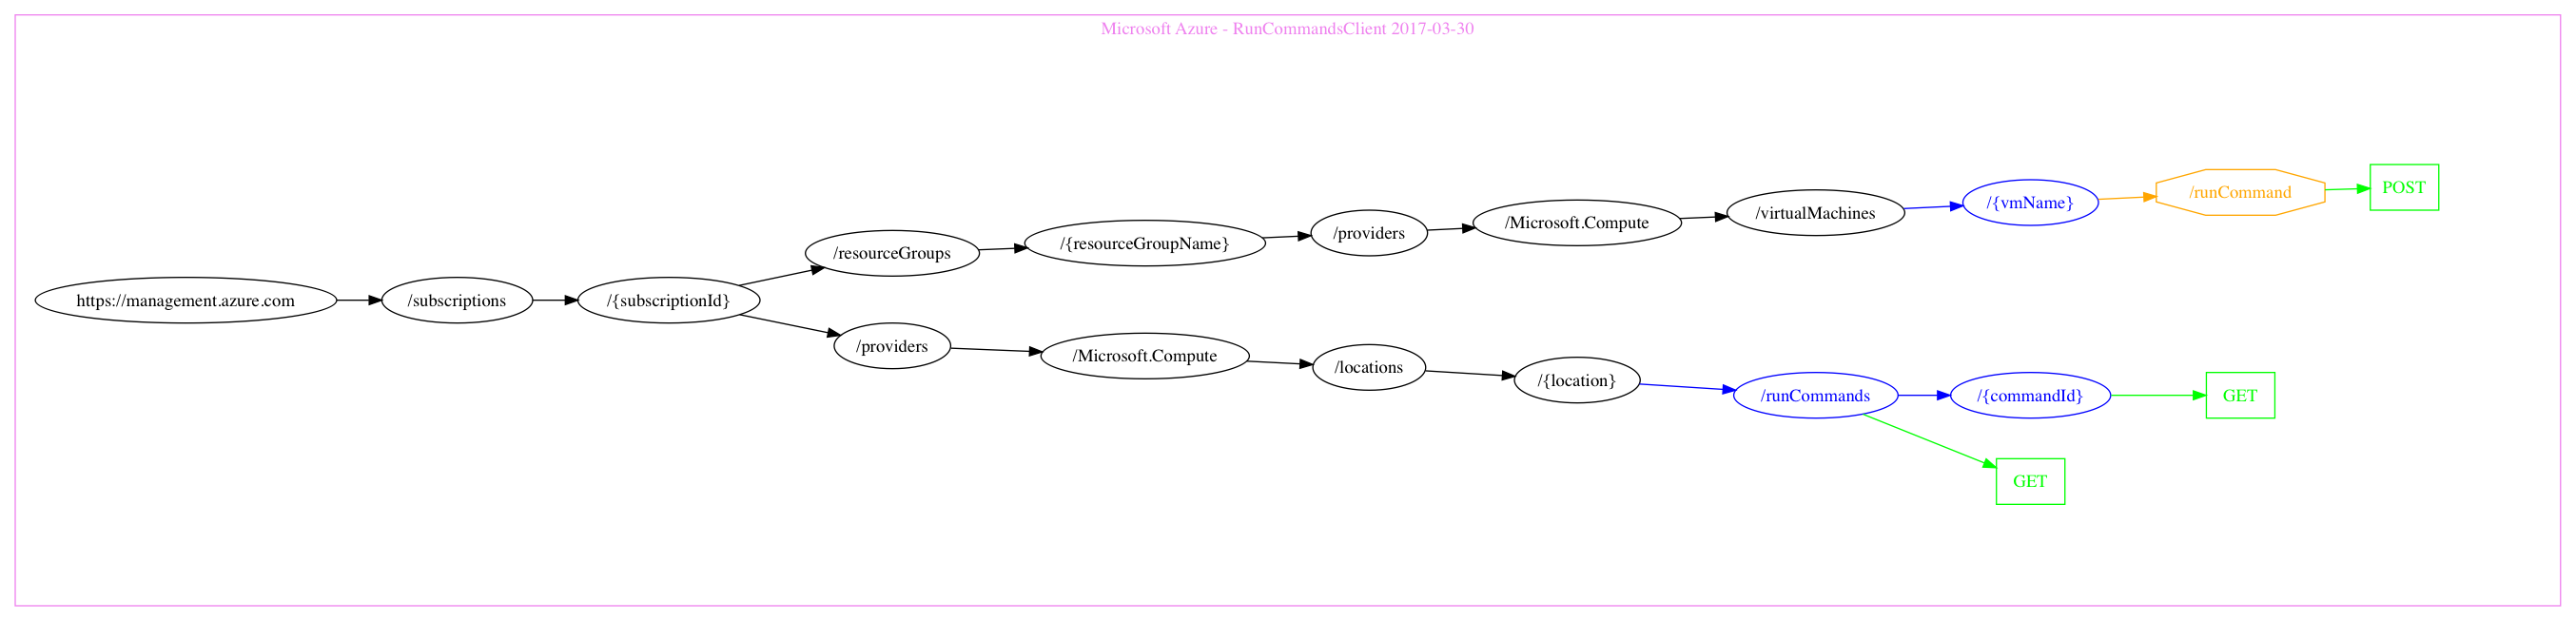 Microsoft Azure - RunCommandsClient 2017-03-30
https://management.azure.com
/subscriptions
/{subscriptionId}
/resourceGroups
/{resourceGroupName}
/providers
/Microsoft.Compute
/virtualMachines
/{vmName}
/runCommand
POST
/providers
/Microsoft.Compute
/locations
/{location}
/runCommands
/{commandId}
GET
GET